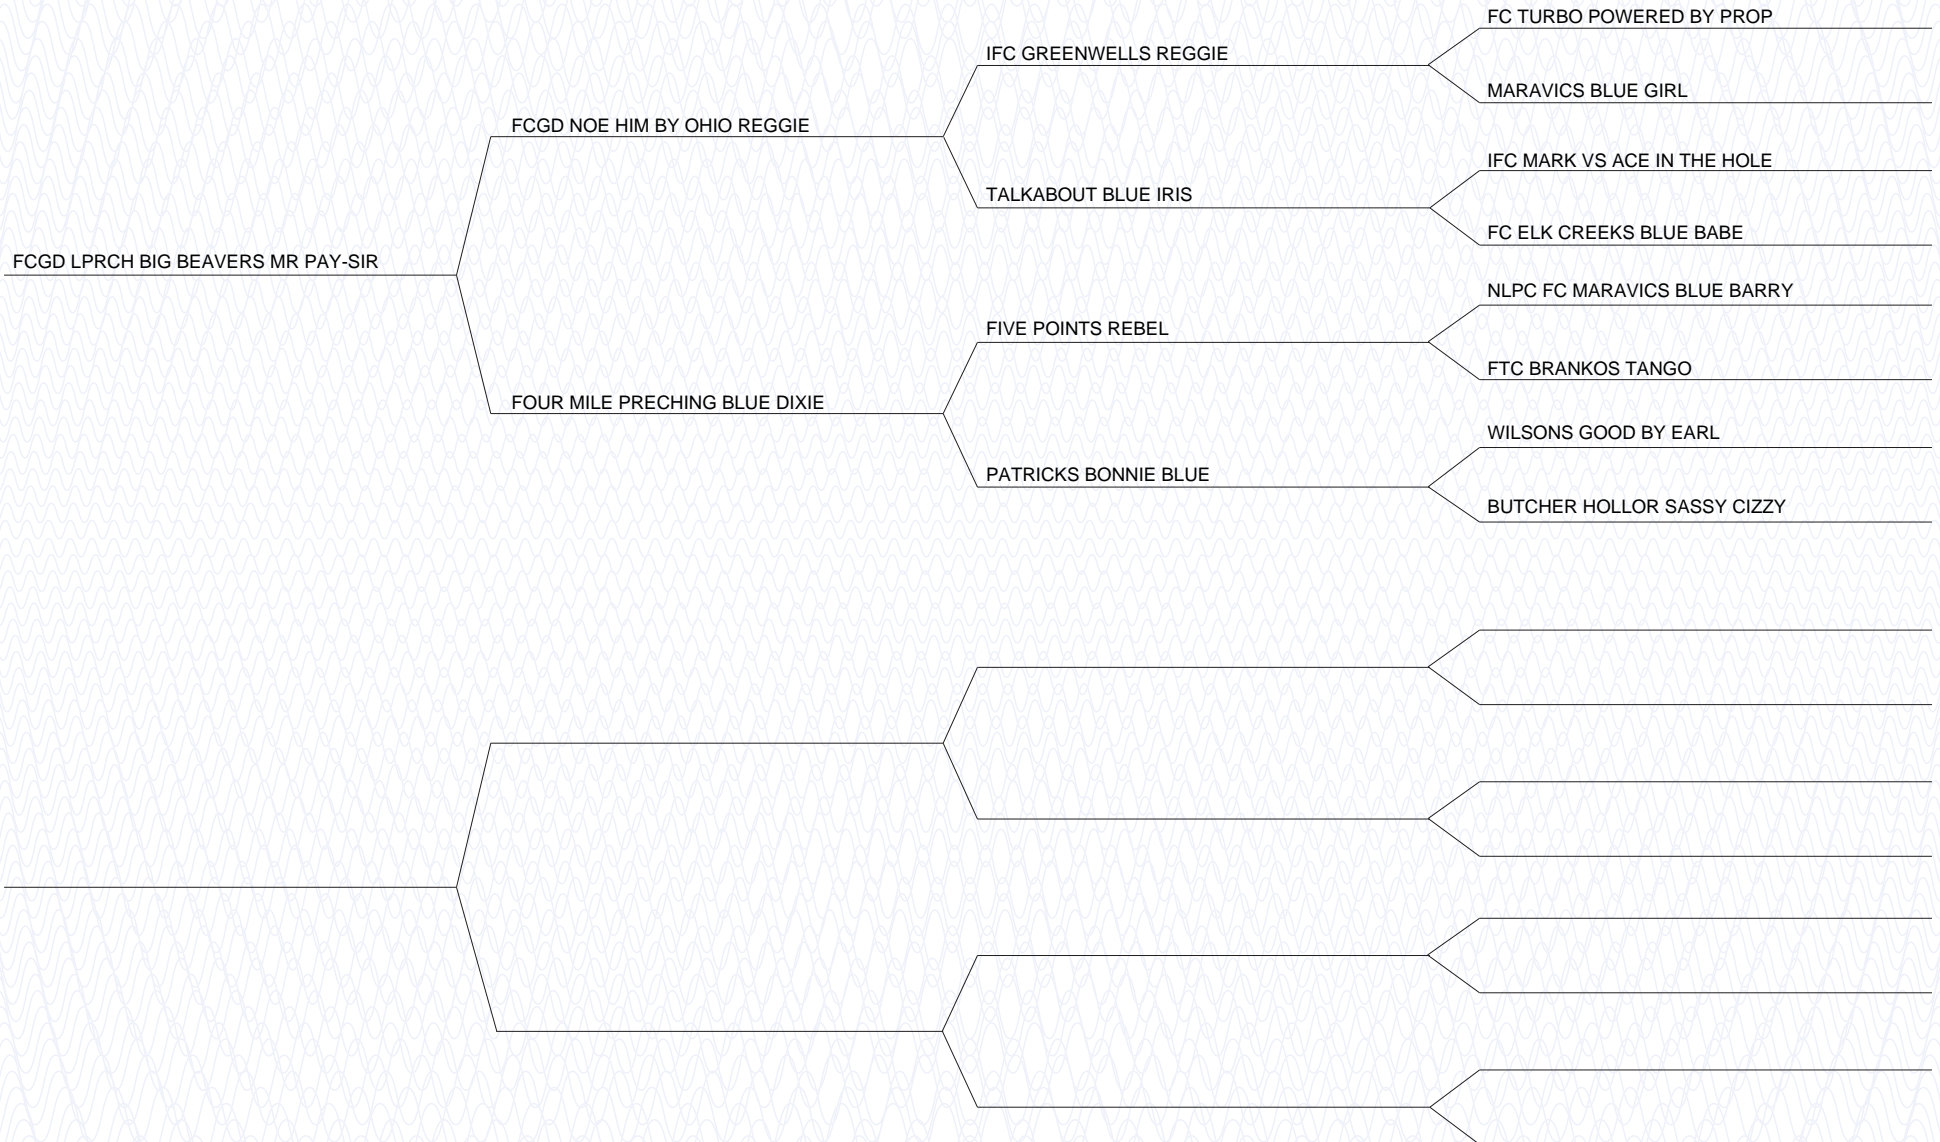 FC TURBO POWERED BY PROP
IFC GREENWELLS REGGIE
MARAVICS BLUE GIRL
FCGD NOE HIM BY OHIO REGGIE
IFC MARK VS ACE IN THE HOLE
TALKABOUT BLUE IRIS
FC ELK CREEKS BLUE BABE
FCGD LPRCH BIG BEAVERS MR PAY-SIR
NLPC FC MARAVICS BLUE BARRY
FIVE POINTS REBEL
FTC BRANKOS TANGO
FOUR MILE PRECHING BLUE DIXIE
WILSONS GOOD BY EARL
PATRICKS BONNIE BLUE
BUTCHER HOLLOR SASSY CIZZY